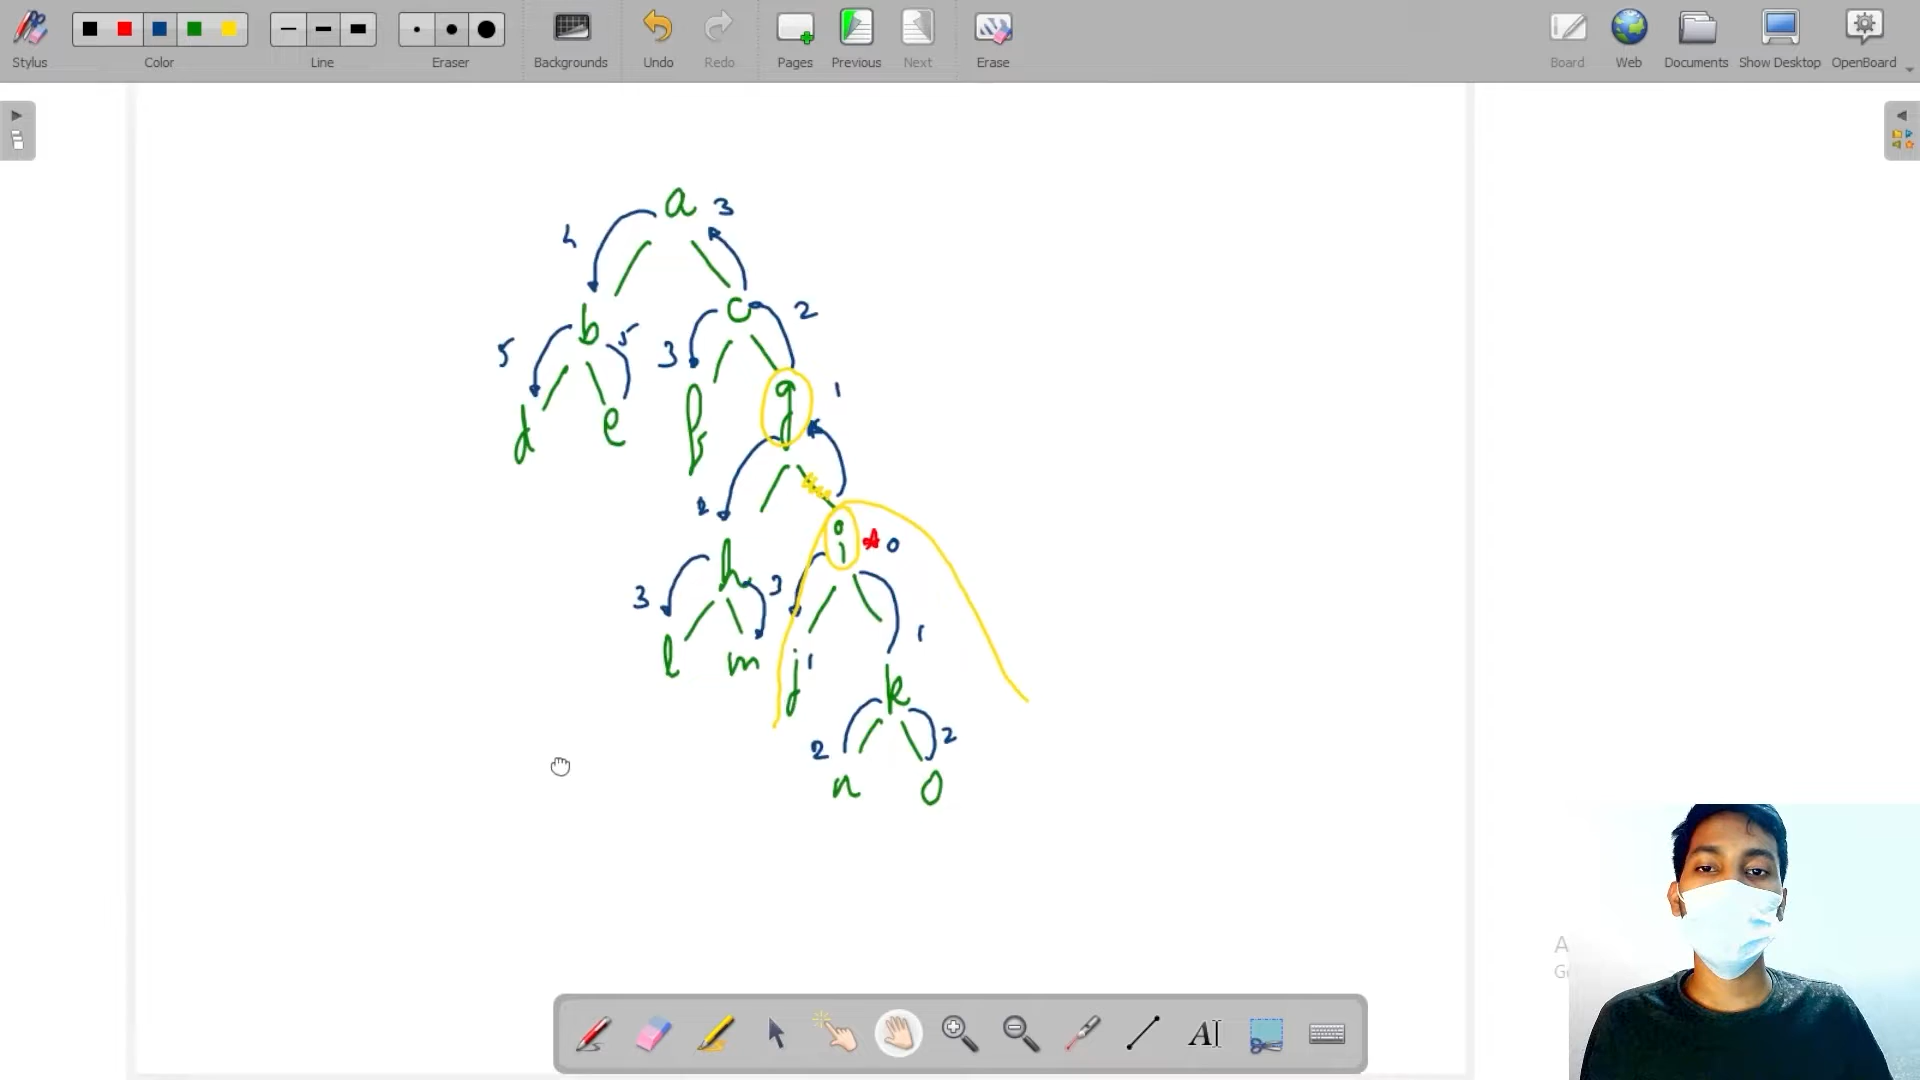 Stylus
Color
Line
Eraser
Backgrounds
Undo
Redo
Pages
Previous
Next
Erase
Board
Web
Documents
Show Desktop
OpenBoard
a 3
4
c 2
b 5
5
3
g 1
d
e
f
2
i 0
h
3
3
1
l
m
j 1
k
2
2
n
o
A
G
AI